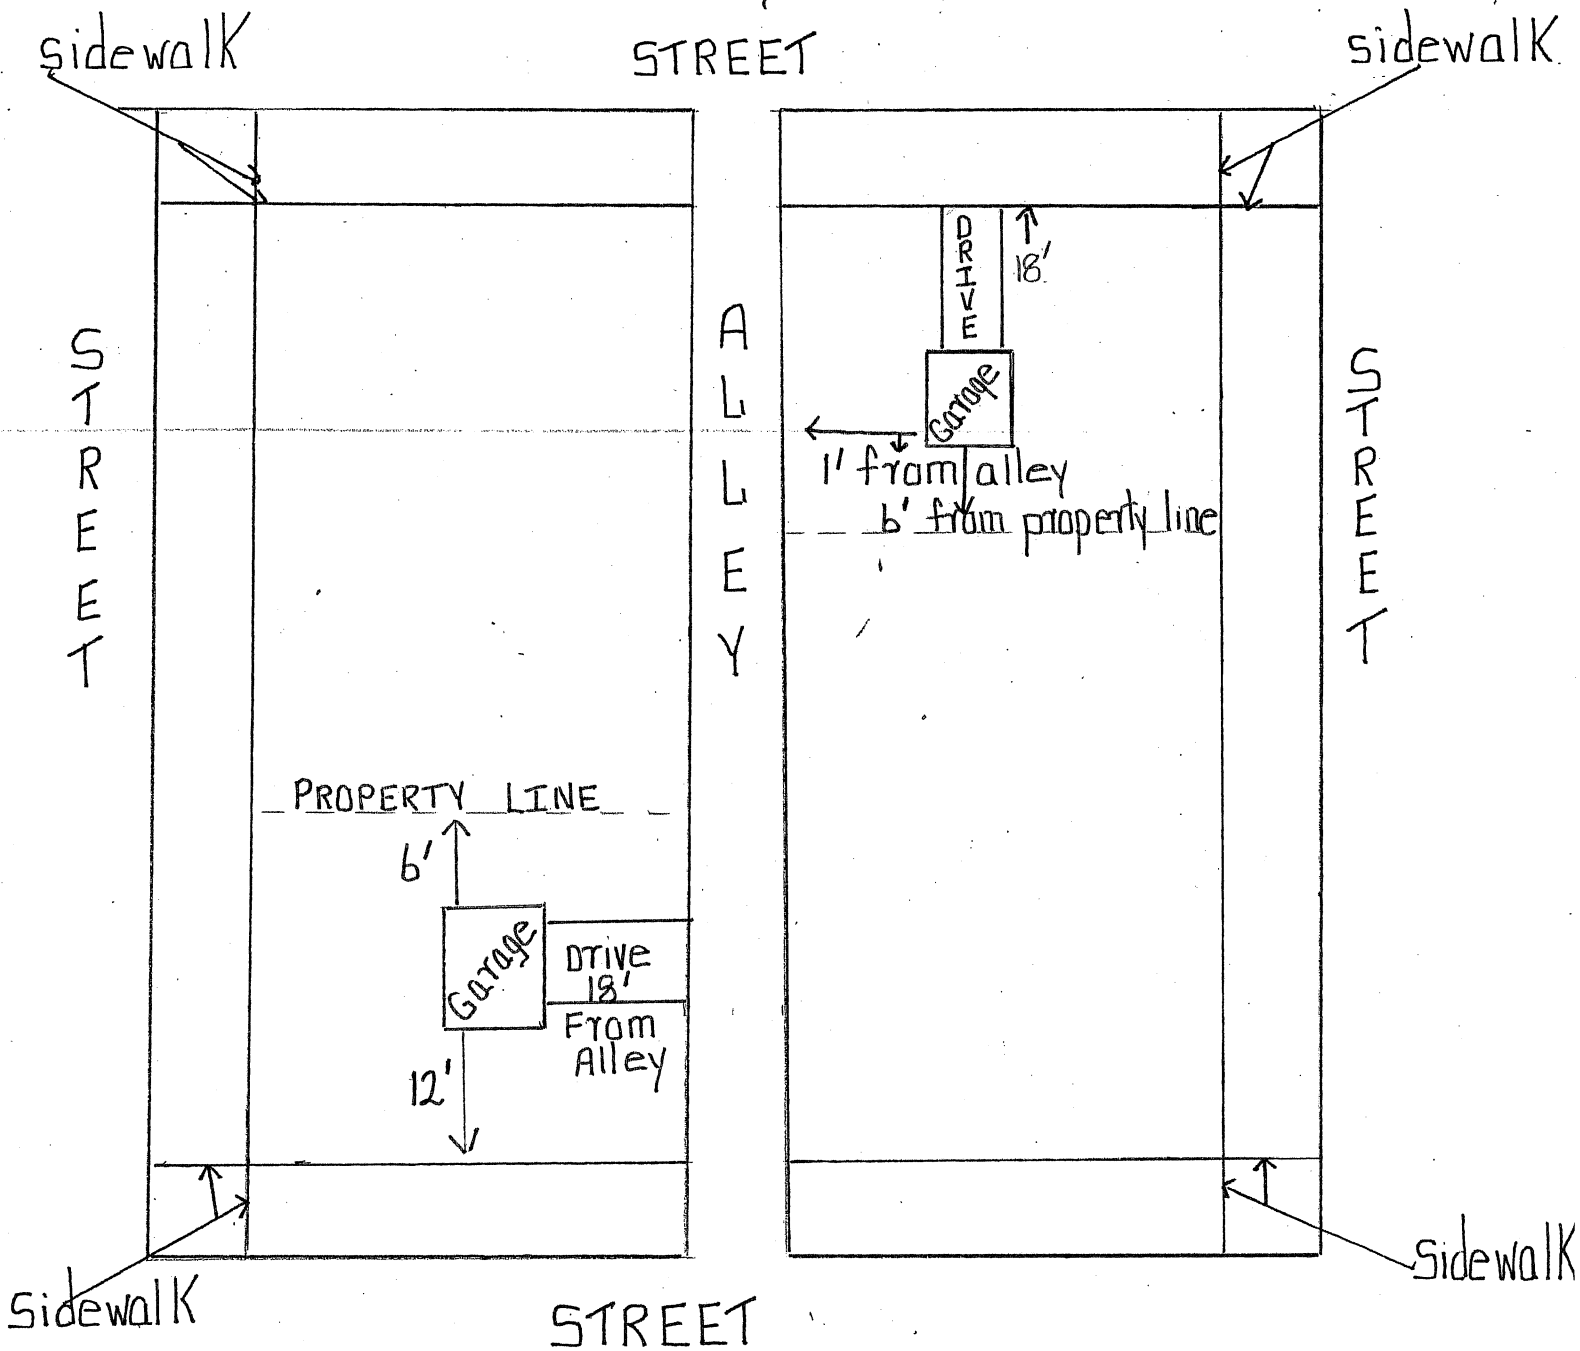 sidewalk
STREET
sidewalk
STREET
ALLEY
DRIVE
18'
STREET
Garage
1' from alley
6' from property line
PROPERTY LINE
6'
Garage
Drive
18'
From
Alley
12'
Sidewalk
STREET
Sidewalk